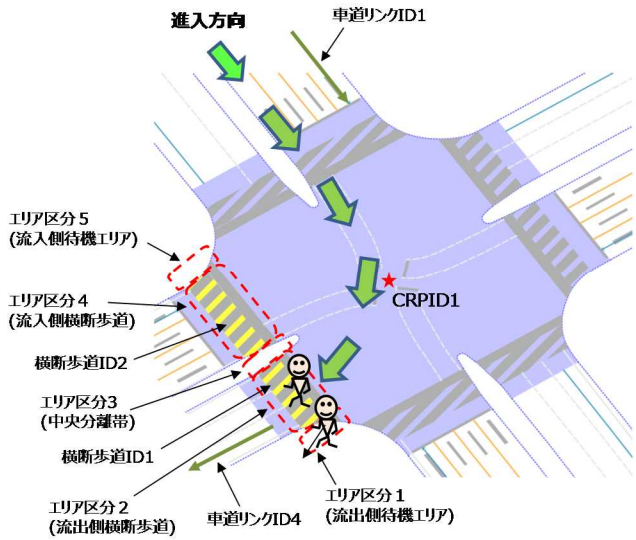 進入方向
車道リンクID1
エリア区分５
(流入側待機エリア)
エリア区分４
(流入側横断歩道)
CRPID1
横断歩道ID2
エリア区分3
(中央分離帯)
横断歩道ID1
エリア区分２
(流出側横断歩道)
車道リンクID4
エリア区分１
(流出側待機エリア)